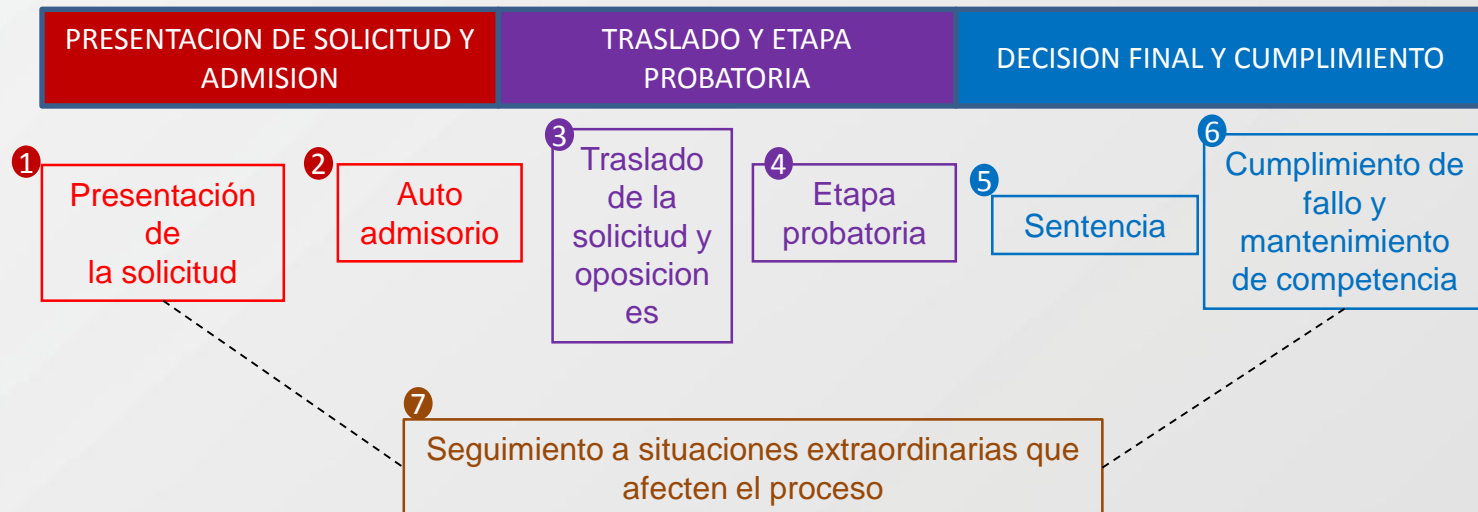 PRESENTACION DE SOLICITUD Y
ADMISION
TRASLADO Y ETAPA
PROBATORIA
DECISION FINAL Y CUMPLIMIENTO
1
Presentación
de
la solicitud
2
Auto
admisorio
3
Traslado
de la
solicitud y
oposicion
es
4
Etapa
probatoria
5
Sentencia
6
Cumplimiento de
fallo y
mantenimiento
de competencia
7
Seguimiento a situaciones extraordinarias que
afecten el proceso